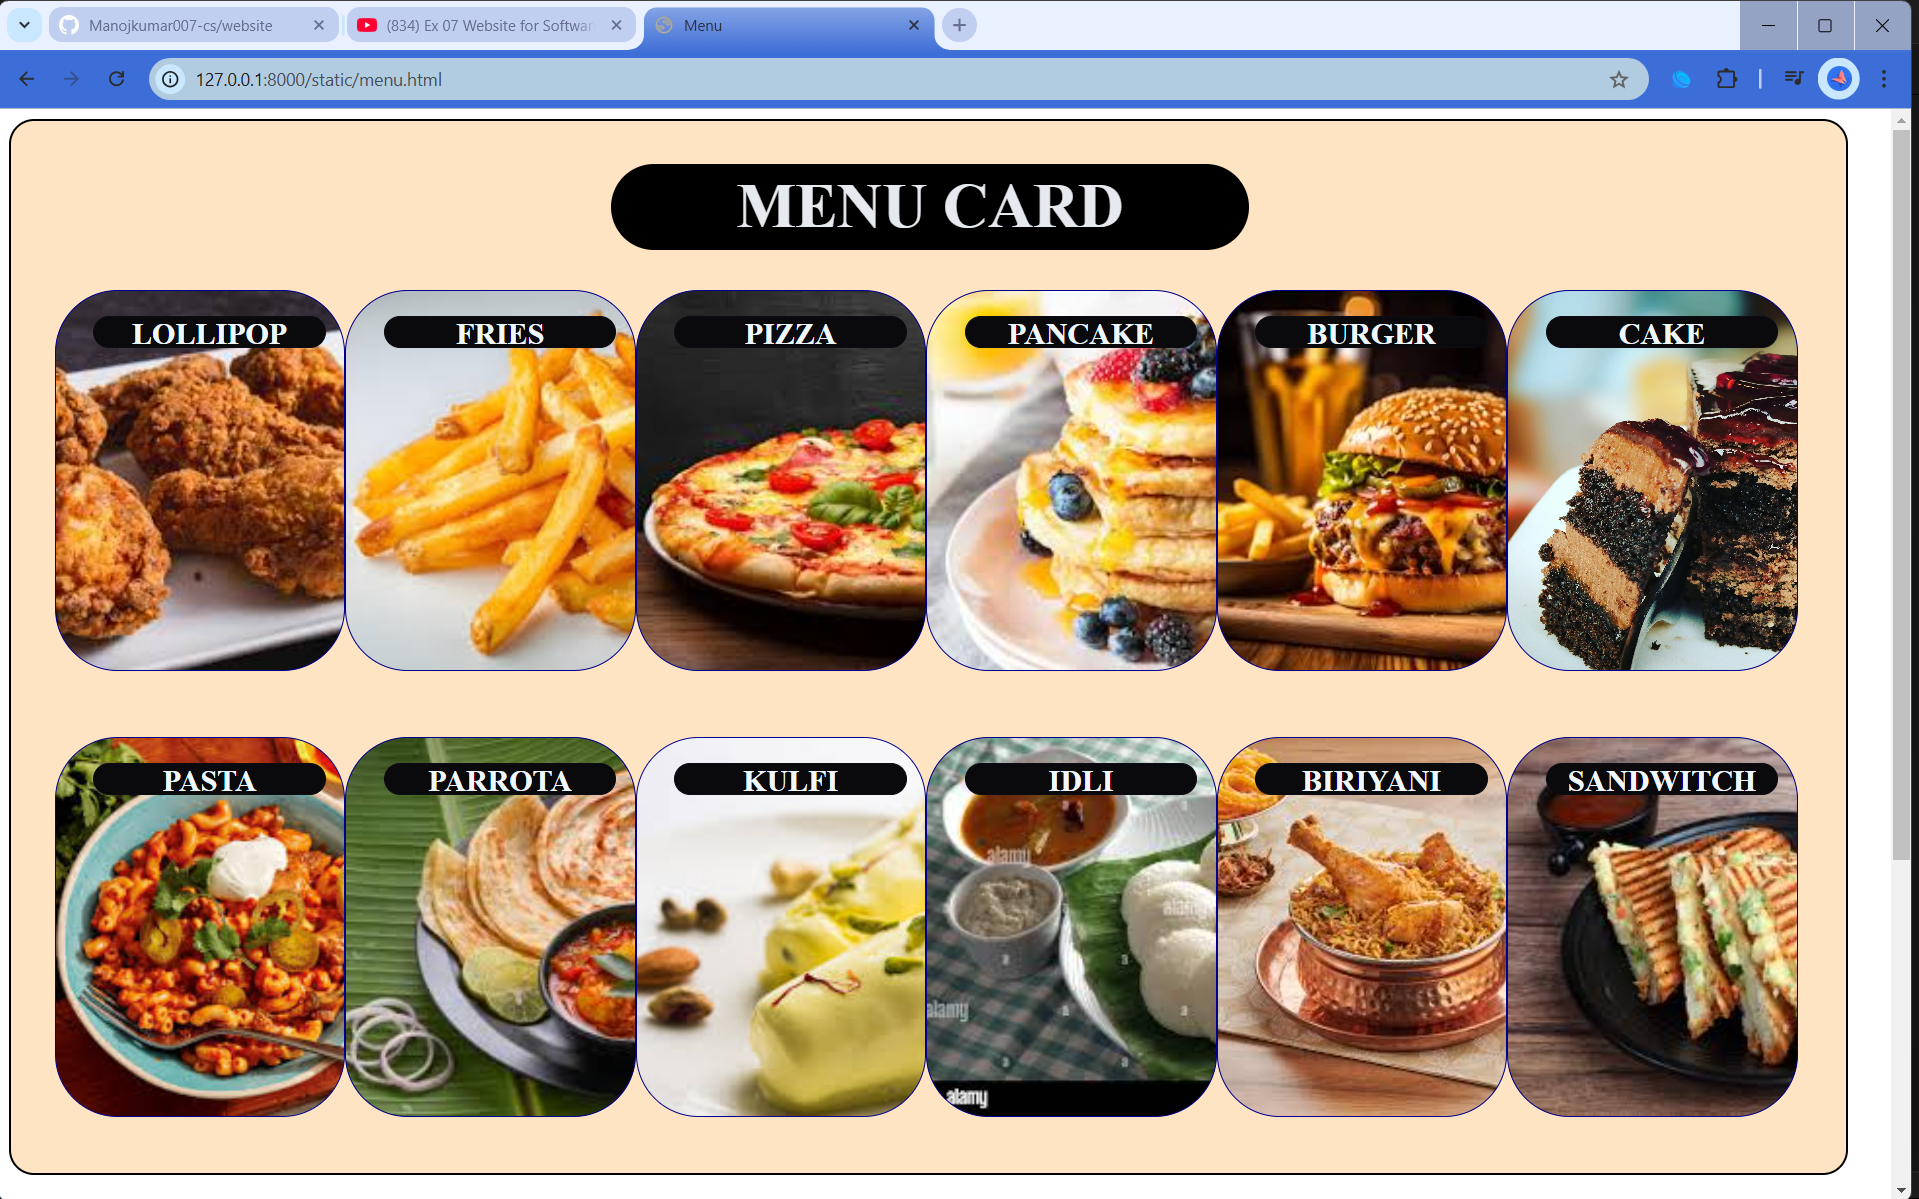 Manojkumar007-cs/website
(834) Ex 07 Website for Softwar
Menu
127.0.0.1:8000/static/menu.html
MENU CARD
LOLLIPOP
FRIES
PIZZA
PANCAKE
BURGER
CAKE
PASTA
PARROTA
KULFI
IDLI
BIRIYANI
SANDWITCH
a
a
alamy
alamy
a
a
alamy
a
a
a
a
alamy